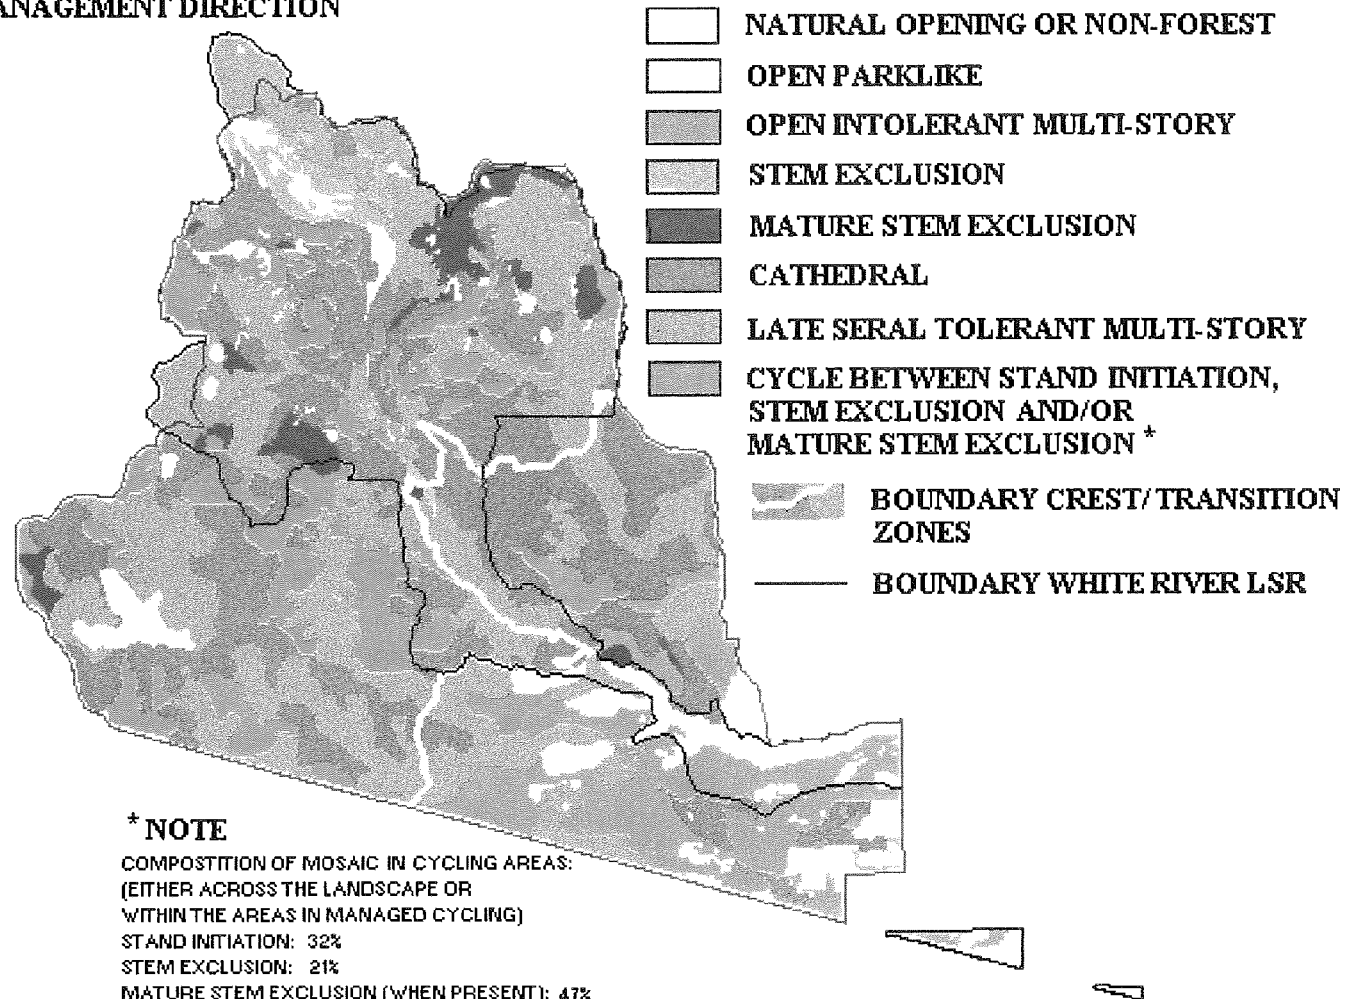 ANAGEMENT DIRECTION
NATURAL OPENING OR NON-FOREST
OPEN PARKLIKE
OPEN INTOLERANT MULTI-STORY
STEM EXCLUSION
MATURE STEM EXCLUSION
CATHEDRAL
LATE SERAL TOLERANT MULTI-STORY
CYCLE BETWEEN STAND INITIATION,
STEM EXCLUSION AND/OR
MATURE STEM EXCLUSION *
BOUNDARY CREST/TRANSITION
ZONES
BOUNDARY WHITE RIVER LSR
* NOTE
COMPOSTITION OF MOSAIC IN CYCLING AREAS:
(EITHER ACROSS THE LANDSCAPE OR
WITHIN THE AREAS IN MANAGED CYCLING)
STAND INITIATION: 32%
STEM EXCLUSION: 21%
MATURE STEM EXCLUSION (WHEN PRESENT): 47%